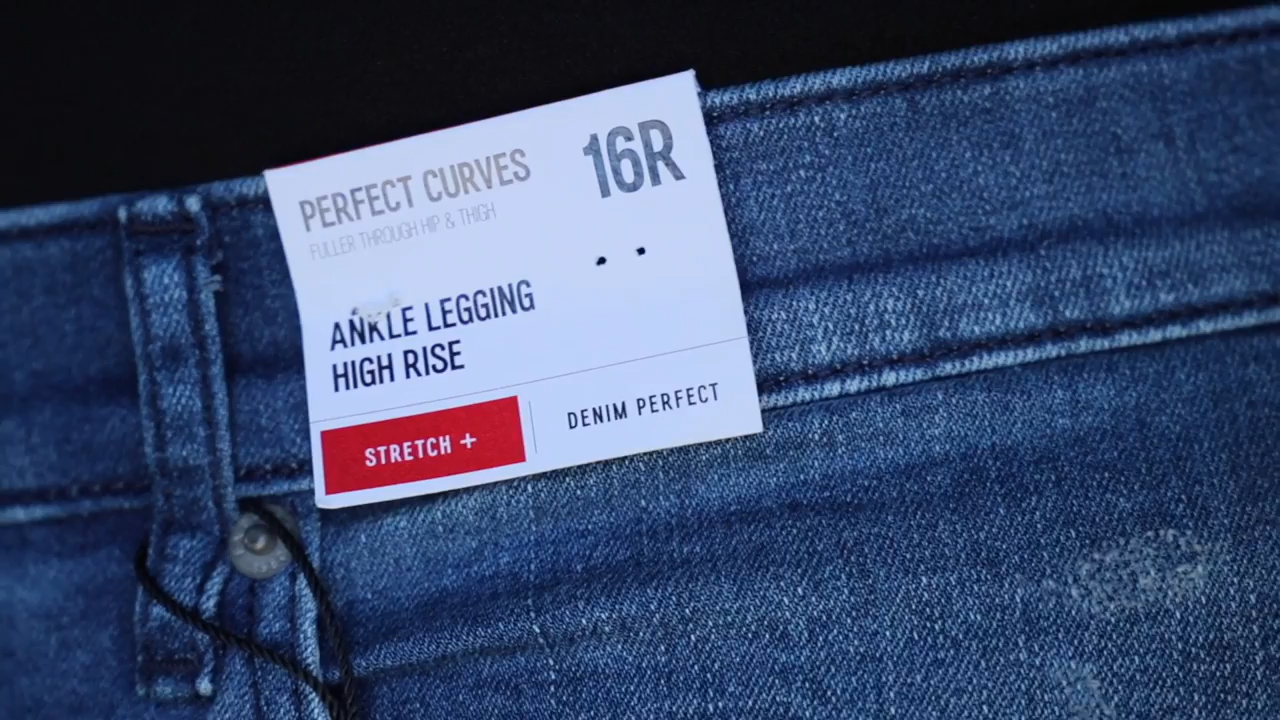 PERFECT CURVES
16R
FULLER THROUGH HIP & THIGH
ANKLE LEGGING
HIGH RISE
STRETCH +
DENIM PERFECT